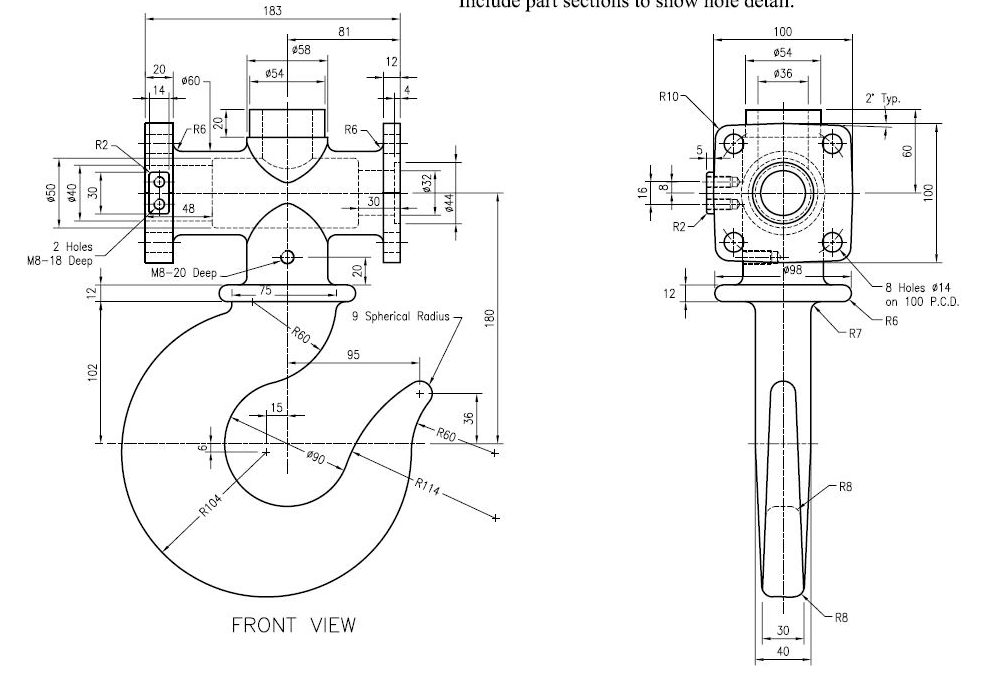 Include part sections to show hole detail.
183
81
ø58
12
20
ø60
ø54
14
4
20
R6
R6
R2
ø50
ø40
30
48
30
ø32
ø44
2 Holes
M8-18 Deep
M8-20 Deep
20
12
75
9 Spherical Radius
R60
95
180
102
15
36
6
ø90
R60
R114
R104
FRONT VIEW
100
ø54
ø36
R10
2° Typ.
5
60
16
8
100
R2
ø98
12
8 Holes ø14
on 100 P.C.D.
R6
R7
R8
R8
30
40